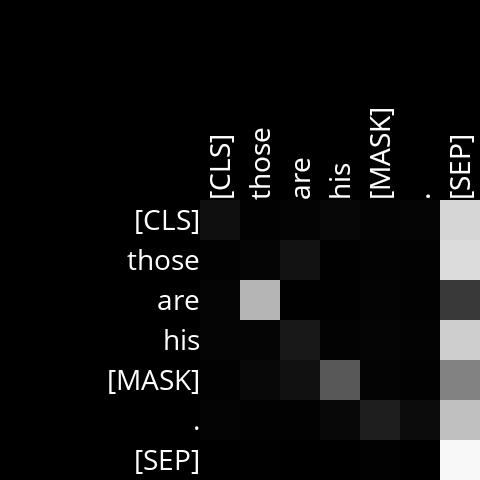 [CLS] those are his [MASK] . [SEP]
[CLS]
those
are
his
[MASK]
.
[SEP]